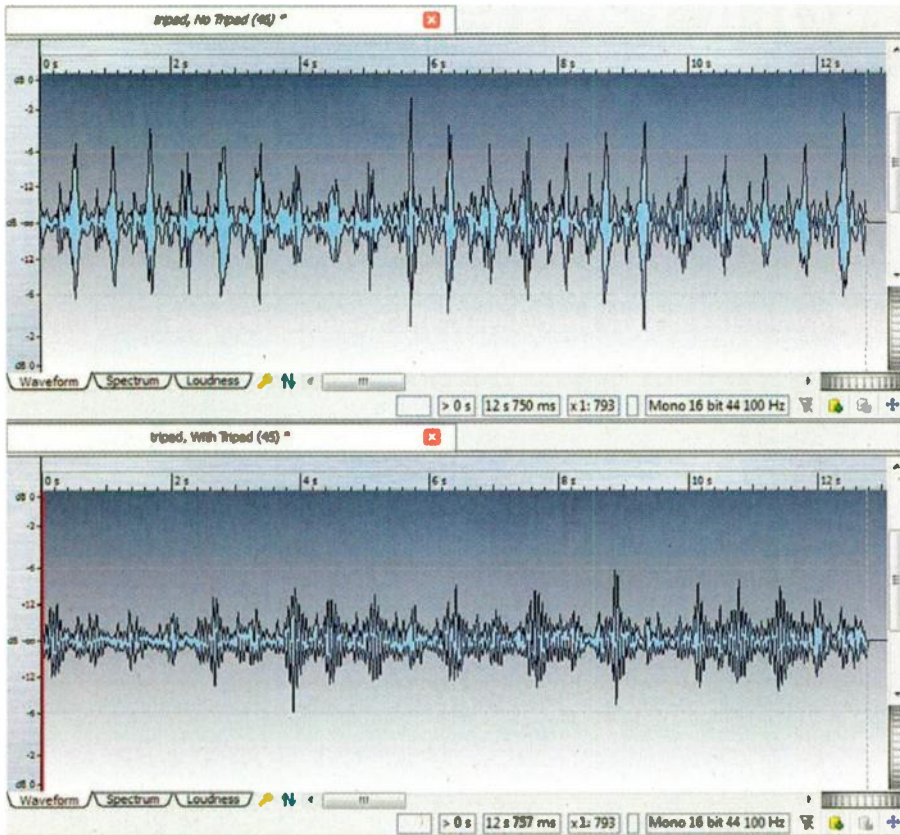 tripad, No Tripad (45) *
0 s 2 s 4 s 6 s 8 s 10 s 12 s
dB 0
-2
-6
-12
-12
-6
-2
dB 0
Waveform Spectrum Loudness
> 0 s 12 s 750 ms x 1: 793 Mono 16 bit 44 100 Hz
tripad, With Tripad (45) *
0 s 2 s 4 s 6 s 8 s 10 s 12 s
dB 0
-2
-6
-12
-∞
-12
-6
-2
dB 0
Waveform Spectrum Loudness
> 0 s 12 s 757 ms x 1: 793 Mono 16 bit 44 100 Hz